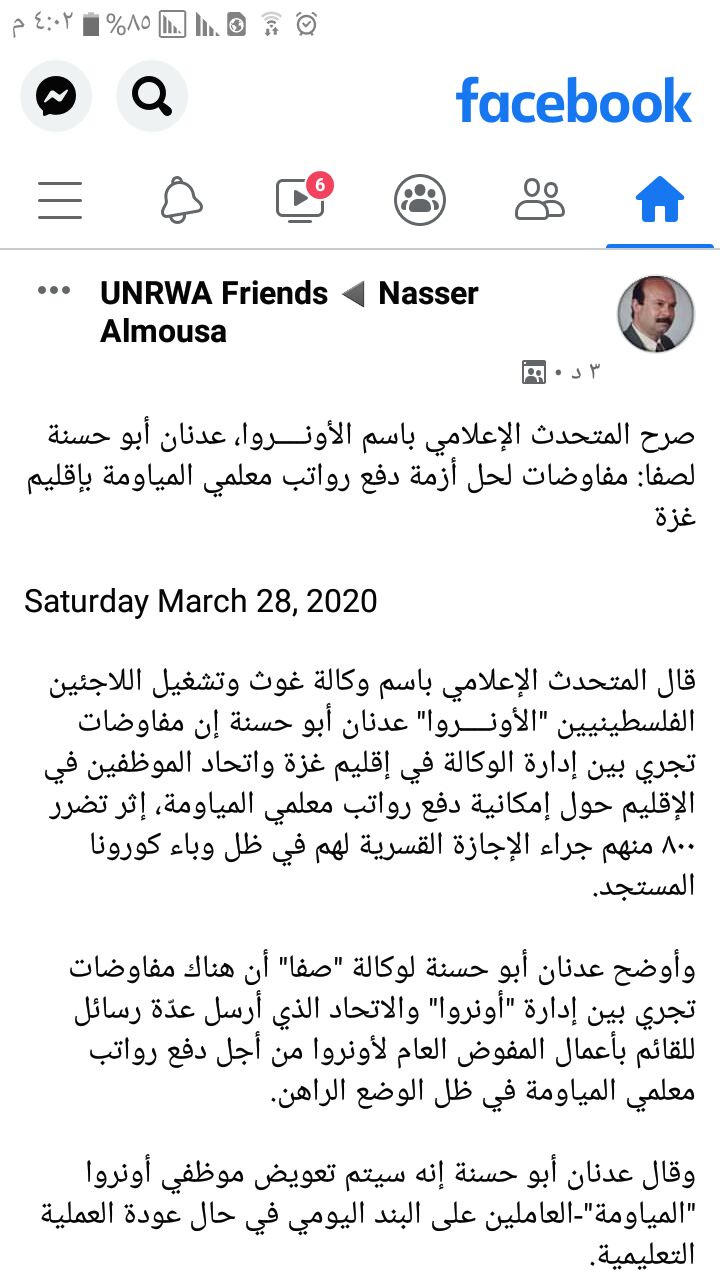 ٤:٠٢ م
%٨٥
facebook
6
UNRWA Friends ◀ Nasser
Almousa
٣ د •
صرح المتحدث الإعلامي باسم الأونــــروا، عدنان أبو حسنة
لصفا: مفاوضات لحل أزمة دفع رواتب معلمي المياومة بإقليم
غزة
Saturday March 28, 2020
قال المتحدث الإعلامي باسم وكالة غوث وتشغيل اللاجئين
الفلسطينيين "الأونــــروا" عدنان أبو حسنة إن مفاوضات
تجري بين إدارة الوكالة في إقليم غزة واتحاد الموظفين في
الإقليم حول إمكانية دفع رواتب معلمي المياومة، إثر تضرر
٨٠٠ منهم جراء الإجازة القسرية لهم في ظل وباء كورونا
المستجد.
وأوضح عدنان أبو حسنة لوكالة "صفا" أن هناك مفاوضات
تجري بين إدارة "أونروا" والاتحاد الذي أرسل عدّة رسائل
للقائم بأعمال المفوض العام لأونروا من أجل دفع رواتب
معلمي المياومة في ظل الوضع الراهن.
وقال عدنان أبو حسنة إنه سيتم تعويض موظفي أونروا
"المياومة"-العاملين على البند اليومي في حال عودة العملية
التعليمية.